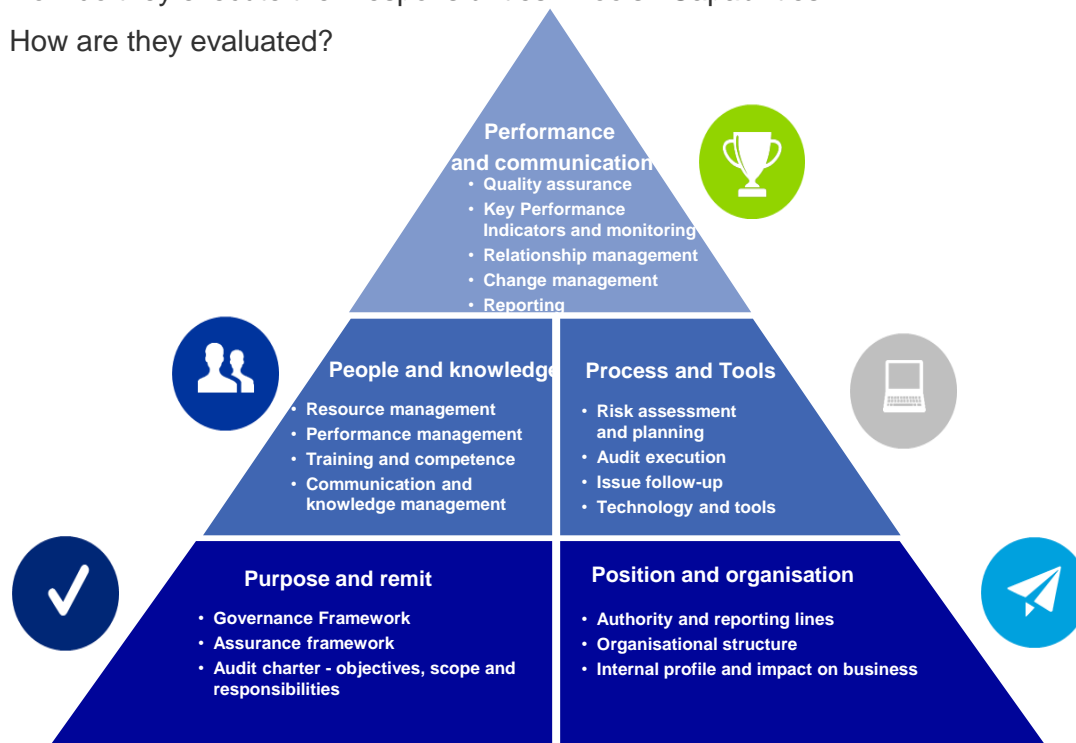 How are they evaluated?
Performance
and communication
• Quality assurance
• Key Performance
Indicators and monitoring
• Relationship management
• Change management
• Reporting
People and knowledge
• Resource management
• Performance management
• Training and competence
• Communication and
knowledge management
Process and Tools
• Risk assessment
and planning
• Audit execution
• Issue follow-up
• Technology and tools
Purpose and remit
• Governance Framework
• Assurance framework
• Audit charter - objectives, scope and
responsibilities
Position and organisation
• Authority and reporting lines
• Organisational structure
• Internal profile and impact on business